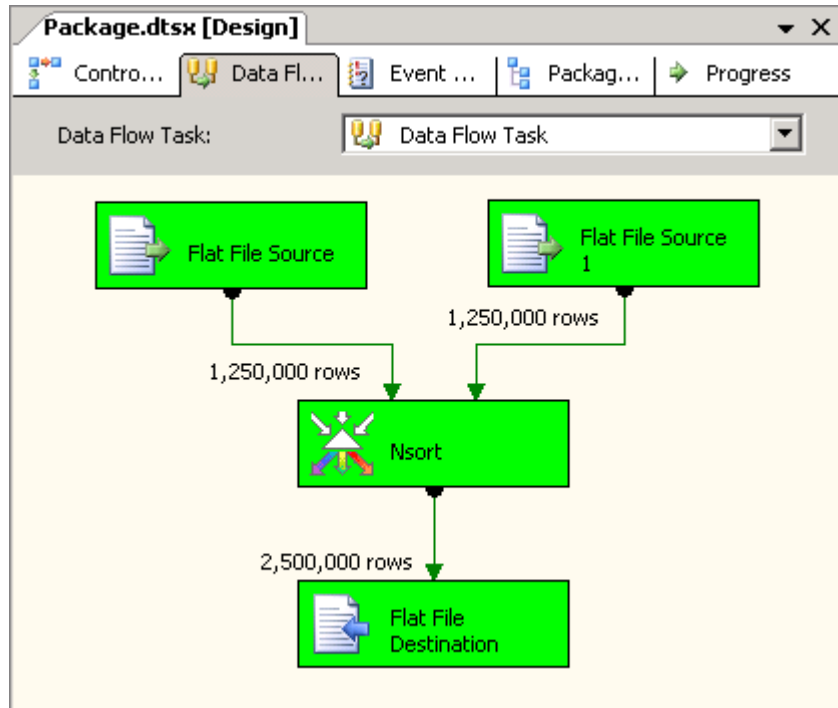 Package.dtsx [Design]
Contro... Data Fl... Event ... Packag... Progress
Data Flow Task: Data Flow Task
Flat File Source
Flat File Source
1
1,250,000 rows
1,250,000 rows
Nsort
2,500,000 rows
Flat File
Destination